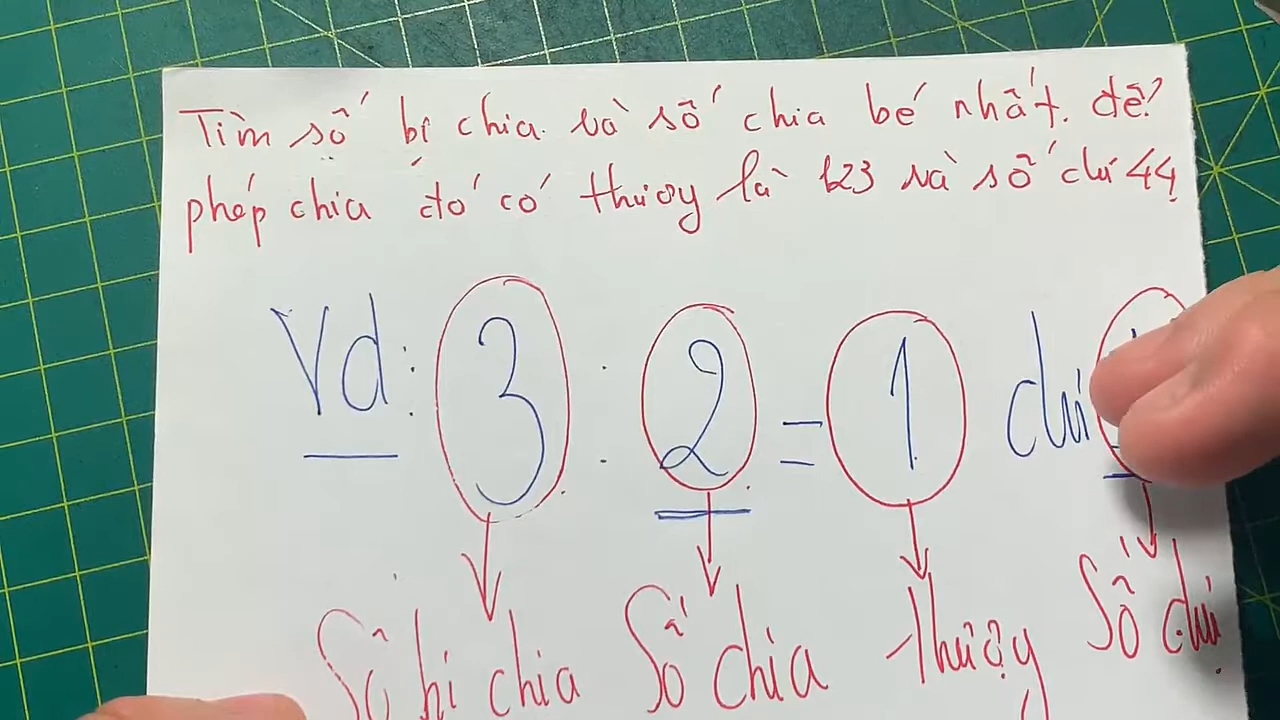 Tìm số bị chia và số chia bé nhất để
phép chia đó có thương là 123 và số dư 44
Vd: 3 : 2 = 1 dư
Số bị chia Số chia Thương Số dư